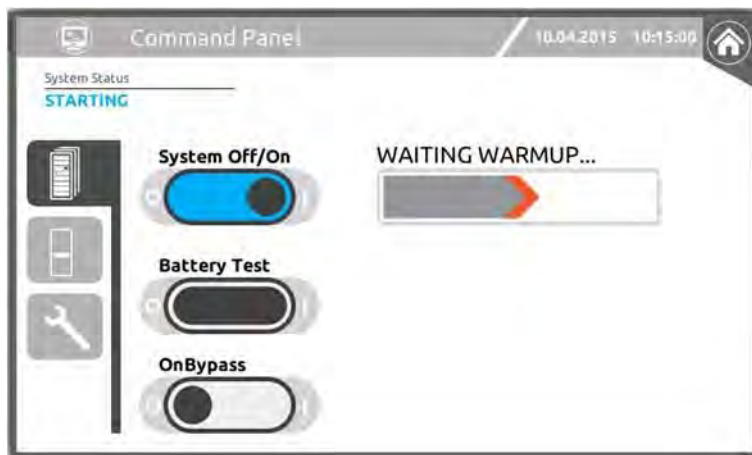 Command Panel
10.04.2015 10:15:00
System Status
STARTING
System Off/On
WAITING WARMUP...
Battery Test
OnBypass